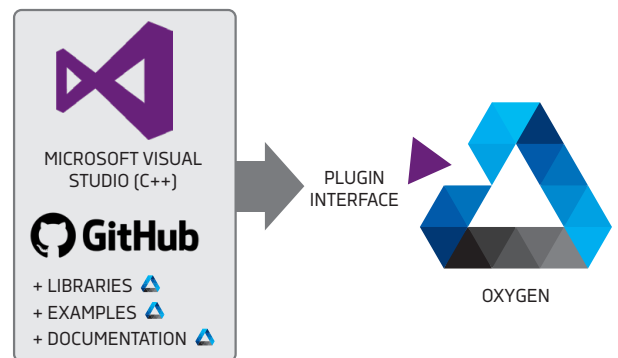 MICROSOFT VISUAL
STUDIO (C++)
GitHub
+ LIBRARIES
+ EXAMPLES
+ DOCUMENTATION
PLUGIN
INTERFACE
OXYGEN